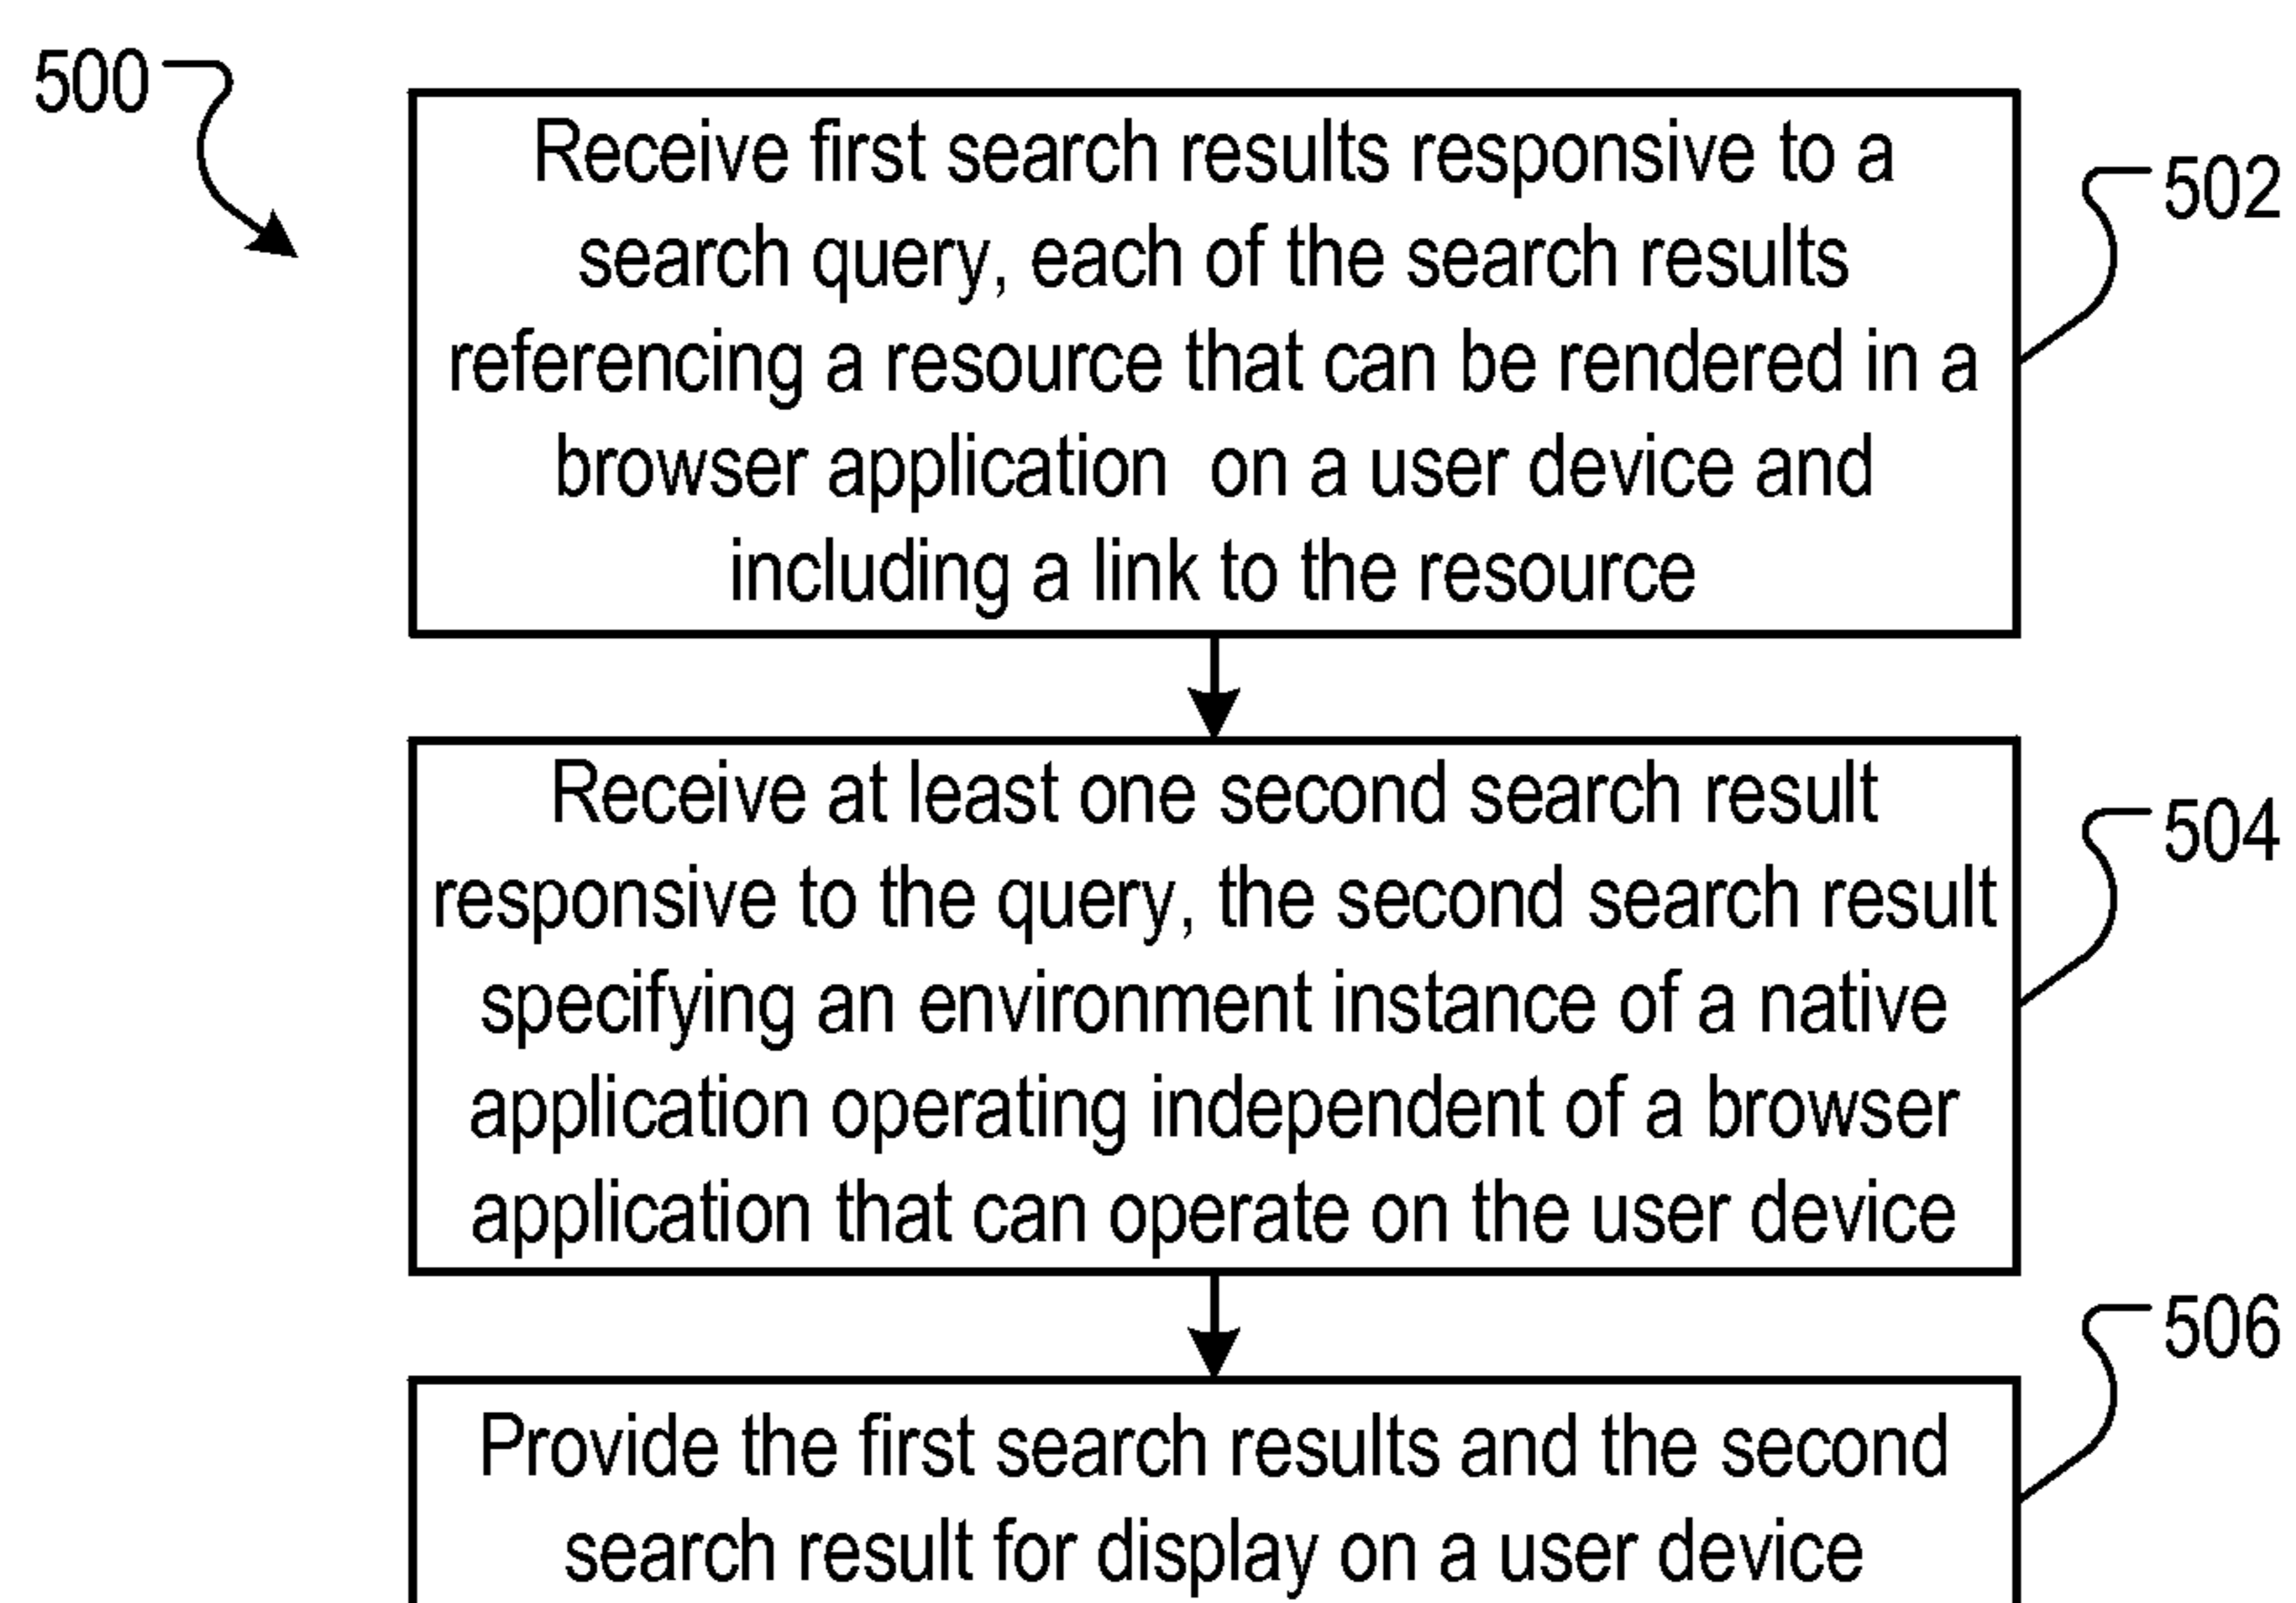 500
Receive first search results responsive to a
search query, each of the search results
referencing a resource that can be rendered in a
browser application  on a user device and
including a link to the resource
502
Receive at least one second search result
responsive to the query, the second search result
specifying an environment instance of a native
application operating independent of a browser
application that can operate on the user device
504
Provide the first search results and the second
search result for display on a user device
506